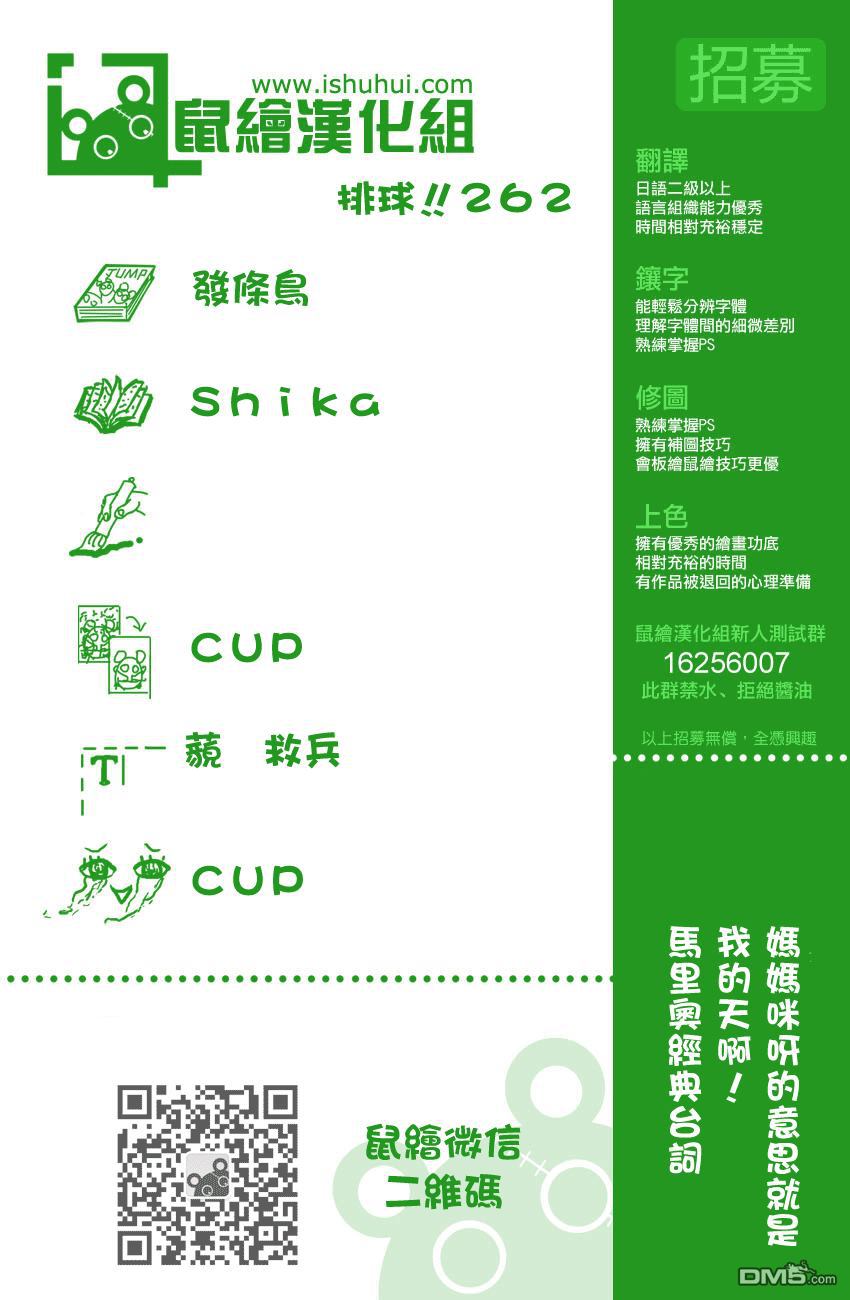 www.ishuhui.com
鼠繪漢化組
排球!!262
JUMP
發條鳥
Shika
cup
T
藐 救兵
cup
鼠繪微信
二維碼
招募
翻譯
日語二級以上
語言組織能力優秀
時間相對充裕穩定
鑲字
能輕鬆分辨字體
理解字體間的細微差別
熟練掌握PS
修圖
熟練掌握PS
擁有補圖技巧
會板繪鼠繪技巧更優
上色
擁有優秀的繪畫功底
相對充裕的時間
有作品被退回的心理準備
鼠繪漢化組新人測試群
16256007
此群禁水、拒絕醬油
以上招募無償，全憑興趣
媽媽咪呀的意思就是
我的天啊！
馬里奧經典台詞
DM5.com